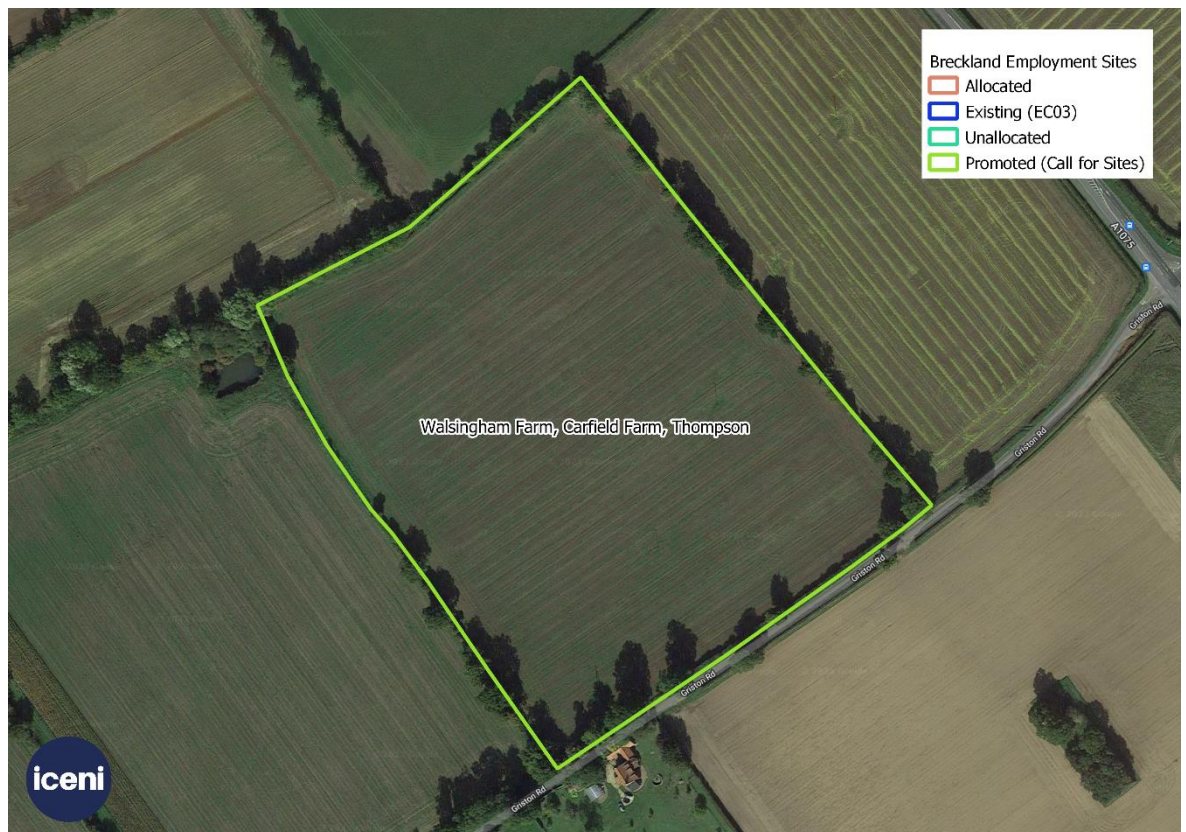 Breckland Employment Sites
Allocated
Existing (EC03)
Unallocated
Promoted (Call for Sites)
A1075
Griston Rd
Walsingham Farm, Carfield Farm, Thompson
Griston Rd
Griston Rd
Griston Rd
Griston Rd
iceni